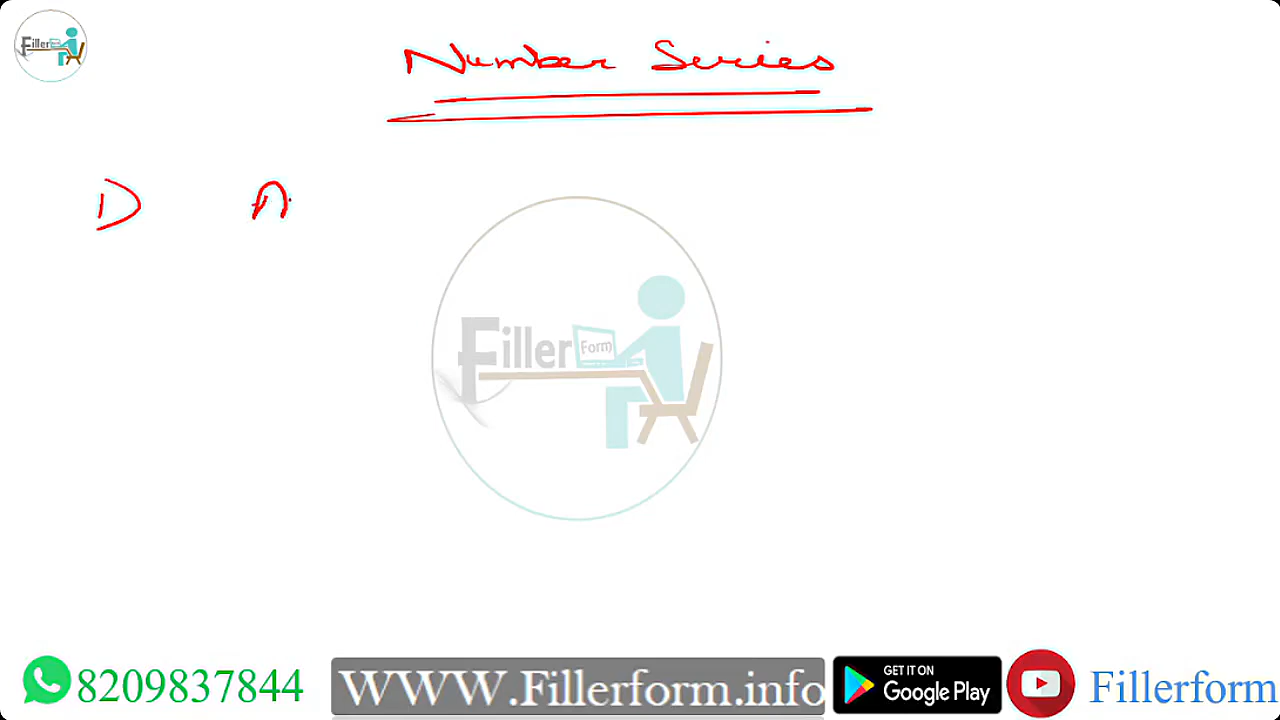 Filler
Number Series
D A
Filler Form
8209837844
WWW.Fillerform.info
GET IT ON
Google Play
Fillerform